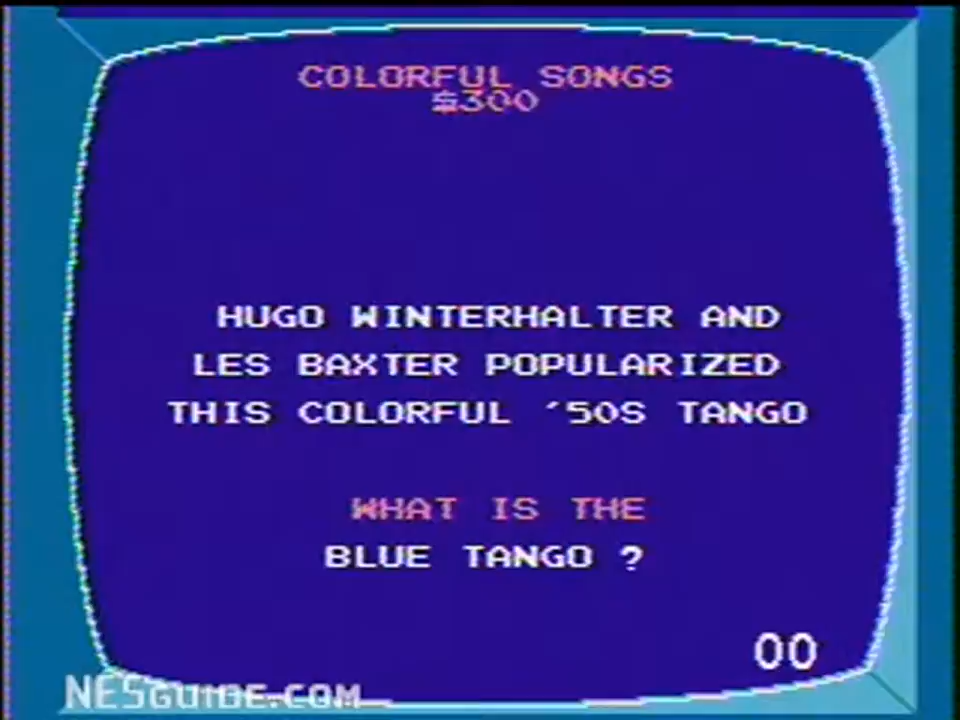 COLORFUL SONGS
$300
HUGO WINTERHALTER AND
LES BAXTER POPULARIZED
THIS COLORFUL '50S TANGO
WHAT IS THE
BLUE TANGO ?
00
NESGUIDE.COM